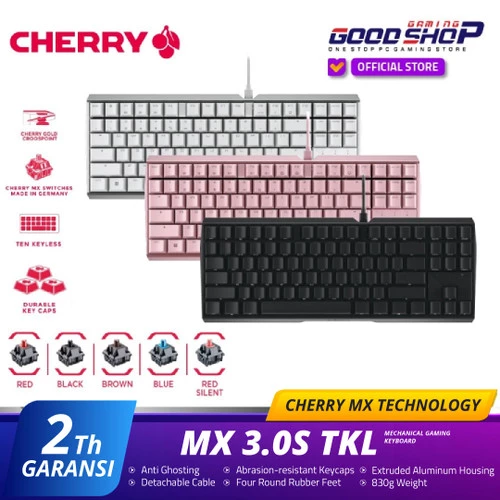 CHERRY
GAMING
GOODSHOP
ONE STOP PC GAMING STORE
OFFICIAL STORE
CHERRY GOLD
CROSSPOINT
CHERRY MX SWITCHES
MADE IN GERMANY
TEN KEYLESS
DURABLE
KEY CAPS
RED
BLACK
BROWN
BLUE
RED
SILENT
CHERRY MX TECHNOLOGY
2Th
GARANSI
MX 3.0S TKL
MECHANICAL GAMING
KEYBOARD
Anti Ghosting
Abrasion-resistant Keycaps
Extruded Aluminum Housing
Detachable Cable
Four Round Rubber Feet
830g Weight